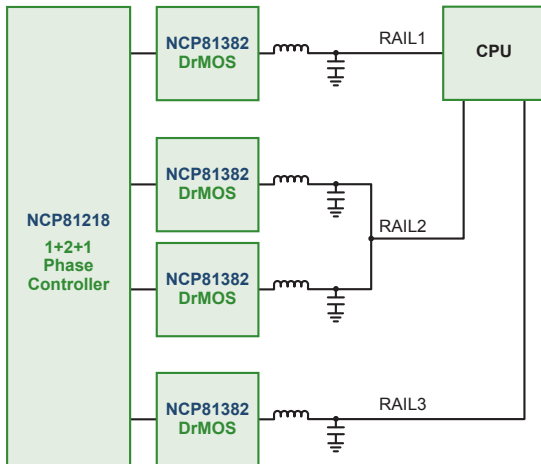 NCP81382
DrMOS
RAIL1
CPU
NCP81382
DrMOS
NCP81218
1+2+1
Phase
Controller
RAIL2
NCP81382
DrMOS
NCP81382
DrMOS
RAIL3